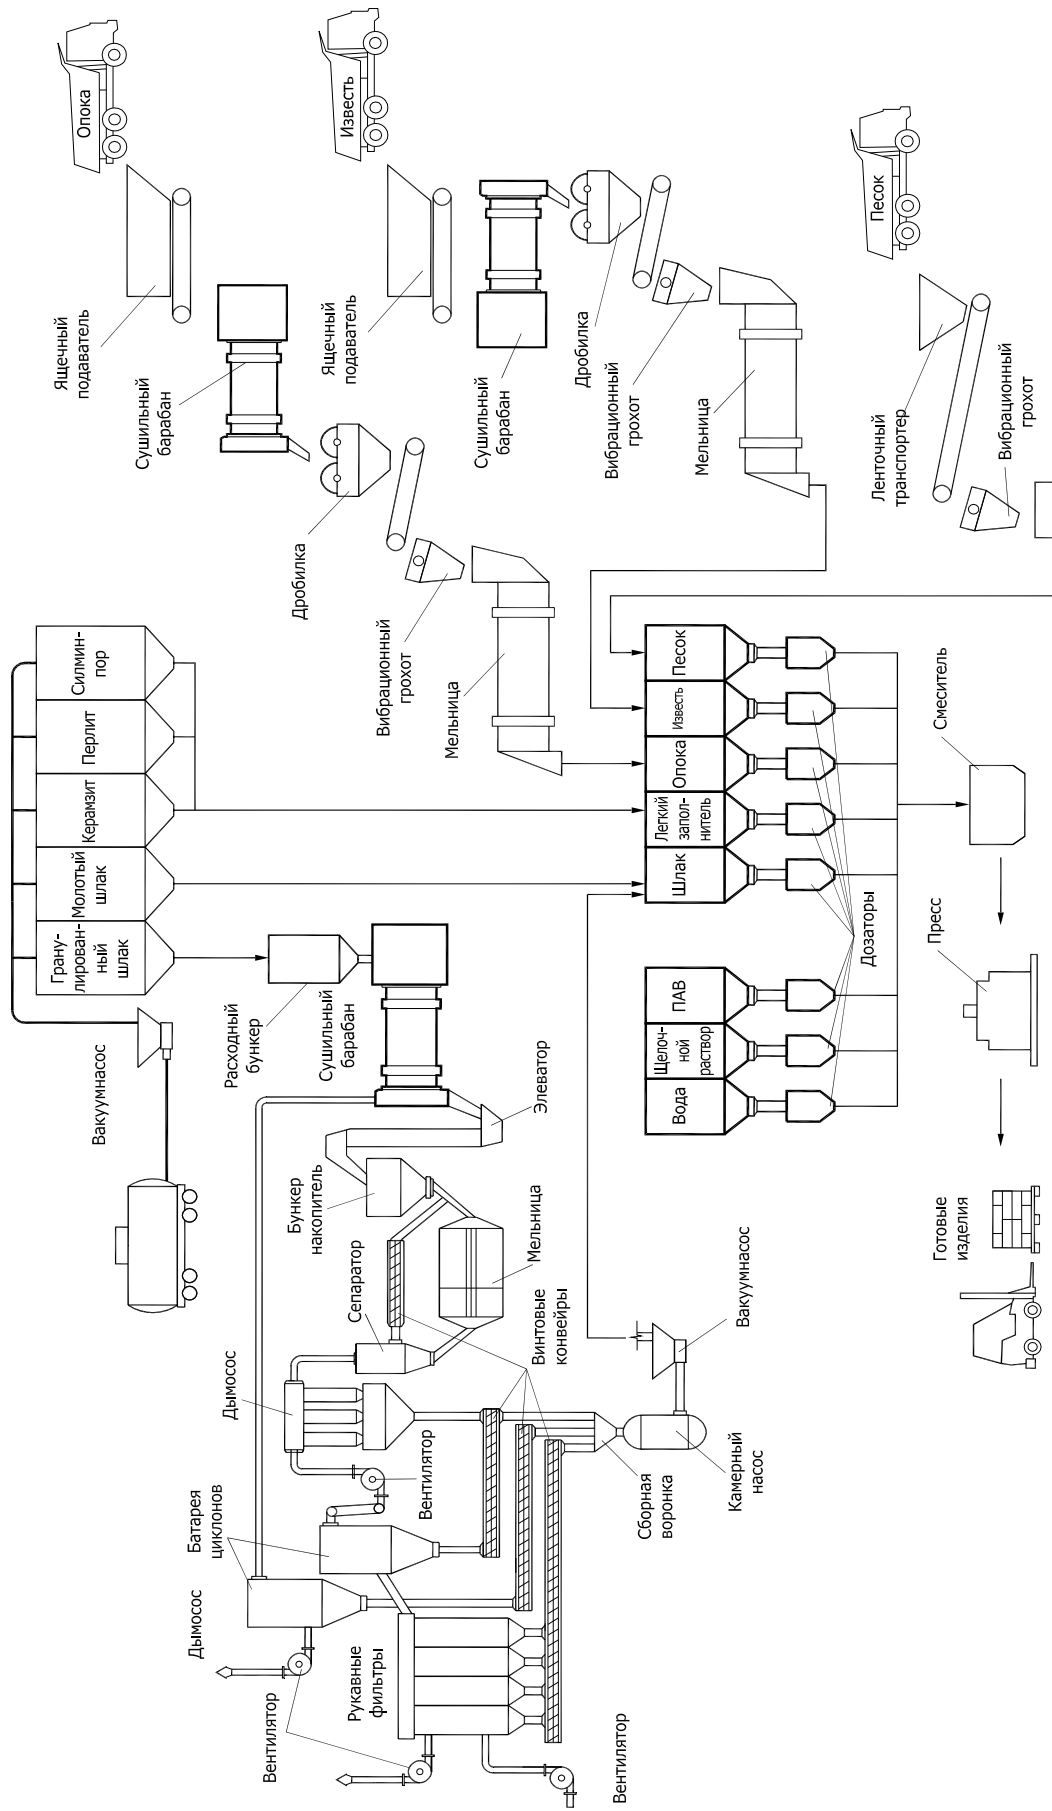 Опока
Известь
Песок
Ящечный
подаватель
Сушильный
барабан
Дробилка
Вибрационный
грохот
Мельница
Ящечный
подаватель
Сушильный
барабан
Дробилка
Вибрационный
грохот
Мельница
Ленточный
транспортер
Вибрационный
грохот
Силмин-
пор
Перлит
Керамзит
Молотый
шлак
Грану-
лирован-
ный
шлак
Вакуумнасос
Расходный
бункер
Сушильный
барабан
Элеватор
Бункер
накопитель
Сепаратор
Мельница
Винтовые
конвейры
Дымосос
Вентилятор
Батарея
циклонов
Дымосос
Вентилятор
Рукавные
фильтры
Вентилятор
Сборная
воронка
Камерный
насос
Вакуумнасос
Песок
Известь
Опока
Легкий
запол-
нитель
Шлак
ПАВ
Щелоч-
ной
раствор
Вода
Дозаторы
Смеситель
Пресс
Готовые
изделия